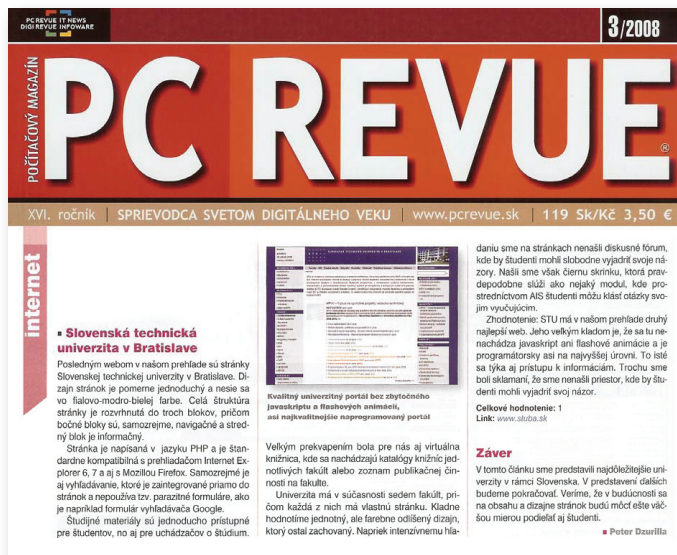 PC REVUE IT NEWS
DIGI REVUE INFOWARE
3/2008
POČÍTAČOVÝ MAGAZÍN
PC REVUE®
XVI. ročník | SPRIEVODCA SVETOM DIGITÁLNEHO VEKU | www.pcrevue.sk | 119 Sk/Kč 3,50 €
internet
Slovenská technická
univerzita v Bratislave
Posledným webom v našom prehľade sú stránky
Slovenskej technickej univerzity v Bratislave. Di-
zajn stránok je pomerne jednoduchý a nesie sa
vo fialovo-modro-bielej farbe. Celá štruktúra
stránky je rozvrhnutá do troch blokov, pričom
bočné bloky sú, samozrejme, navigačné a stred-
ný blok je informačný.
Stránka je napísaná v jazyku PHP a je štan-
dardne kompatibilná s prehliadačom Internet Ex-
plorer 6, 7 a aj s Mozillou Firefox. Samozrejmé je
aj vyhľadávanie, ktoré je zaintegrované priamo do
stránok a nepoužíva tzv. parazitné formuláre, ako
je napríklad formulár vyhľadávača Google.
Študijné materiály sú jednoducho prístupné
pre študentov, no aj pre uchádzačov o štúdium.
Kvalitný univerzitný portál bez zbytočného
javaskriptu a flashových animácií,
asi najkvalitnejšie naprogramovaný portál
Veľkým prekvapením bola pre nás aj virtuálna
knižnica, kde sa nachádzajú katalógy knižníc jed-
notlivých fakúlt alebo zoznam publikačnej čin-
nosti na fakulte.
Univerzita má v súčasnosti sedem fakúlt, pri-
čom každá z nich má vlastnú stránku. Kladne
hodnotíme jednotný, ale farebne odlíšený dizajn,
ktorý ostal zachovaný. Napriek intenzívnemu hľa-
daniu sme na stránkach nenašli diskusné fórum,
kde by študenti mohli slobodne vyjadriť svoje ná-
zory. Našli sme však čiernu skrinku, ktorá prav-
depodobne slúži ako nejaký modul, kde pro-
stredníctvom AIS študenti môžu klásť otázky svo-
jim vyučujúcim.
Zhodnotenie: STU má v našom prehľade druhý
najlepší web. Jeho veľkým kladom je, že sa tu ne-
nachádza javaskript ani flashové animácie a je
programátorsky asi na najvyššej úrovni. To isté
sa týka aj prístupu k informáciám. Trochu sme
boli sklamaní, že sme nenašli priestor, kde by štu-
denti mohli vyjadriť svoj názor.
Celkové hodnotenie: 1
Link: www.stuba.sk
Záver
V tomto článku sme predstavili najdôležitejšie uni-
verzity v rámci Slovenska. V predstavení ďalších
budeme pokračovať. Veríme, že v budúcnosti sa
na obsahu a dizajne stránok budú môcť ešte väč-
šou mierou podieľať aj študenti.
Peter Dzurilla